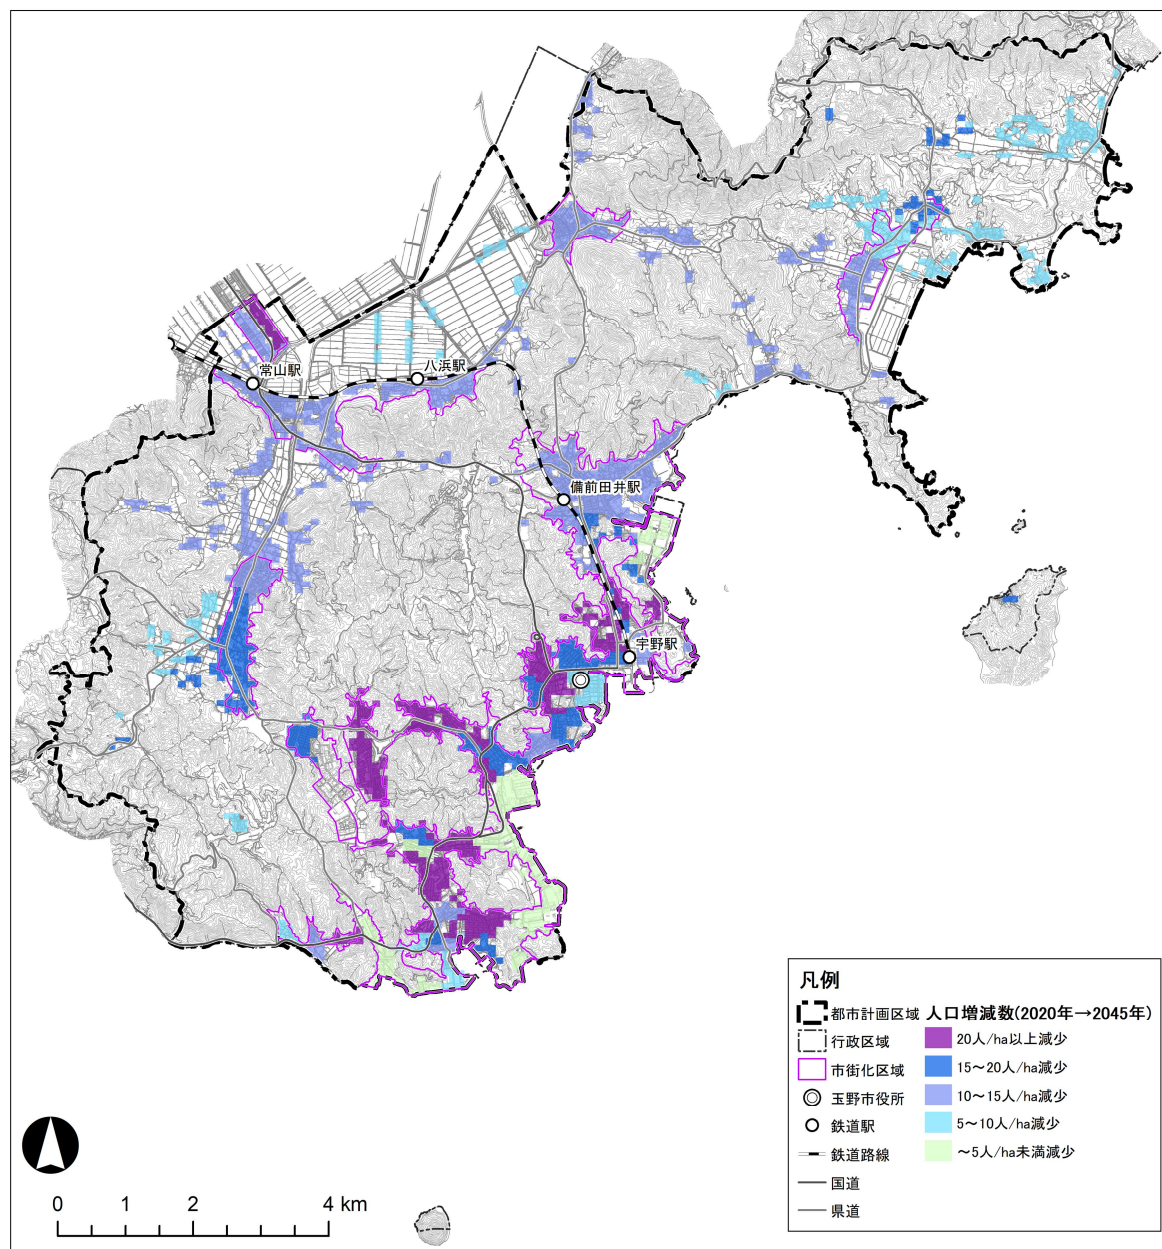 常山駅
八浜駅
備前田井駅
宇野駅
凡例
都市計画区域
行政区域
市街化区域
玉野市役所
鉄道駅
鉄道路線
国道
県道
人口増減数(2020年→2045年)
20人/ha以上減少
15~20人/ha減少
10~15人/ha減少
5~10人/ha減少
~5人/ha未満減少
0 1 2 4 km